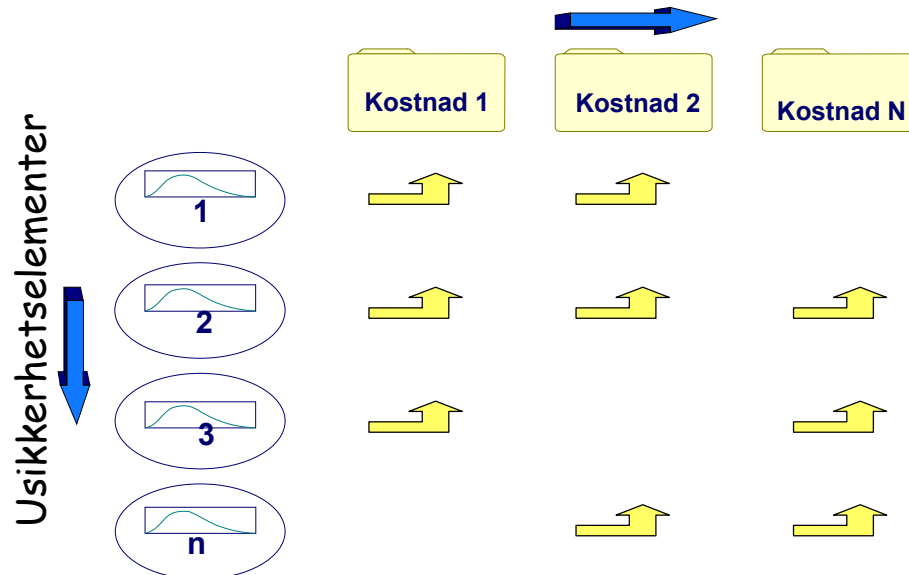 Kostnad 1
Kostnad 2
Kostnad N
Usikkerhetselementer
1
2
3
n